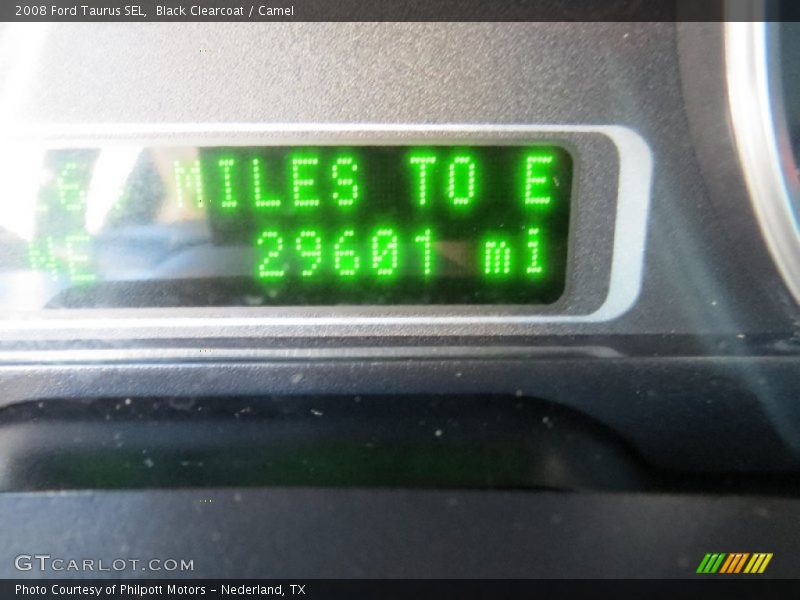 2008 Ford Taurus SEL,  Black Clearcoat / Camel
MILES TO E
NE 29601 mi
GTCARLOT.COM
Photo Courtesy of Philpott Motors - Nederland, TX